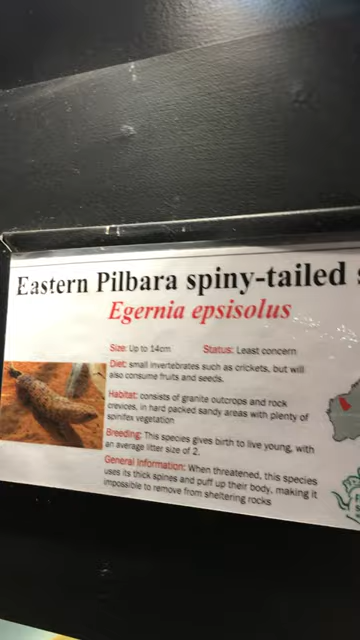 Eastern Pilbara spiny-tailed s
Egernia epsisolus
Size: Up to 14cm Status: Least concern
Diet: small invertebrates such as crickets, but will
also consume fruits and seeds.
Habitat: consists of granite outcrops and rock
crevices, in hard packed sandy areas with plenty of
spinifex vegetation
Breeding: This species gives birth to live young, with
an average litter size of 2.
General Information: When threatened, this species
uses its thick spines and puff up their body, making it
impossible to remove from sheltering rocks